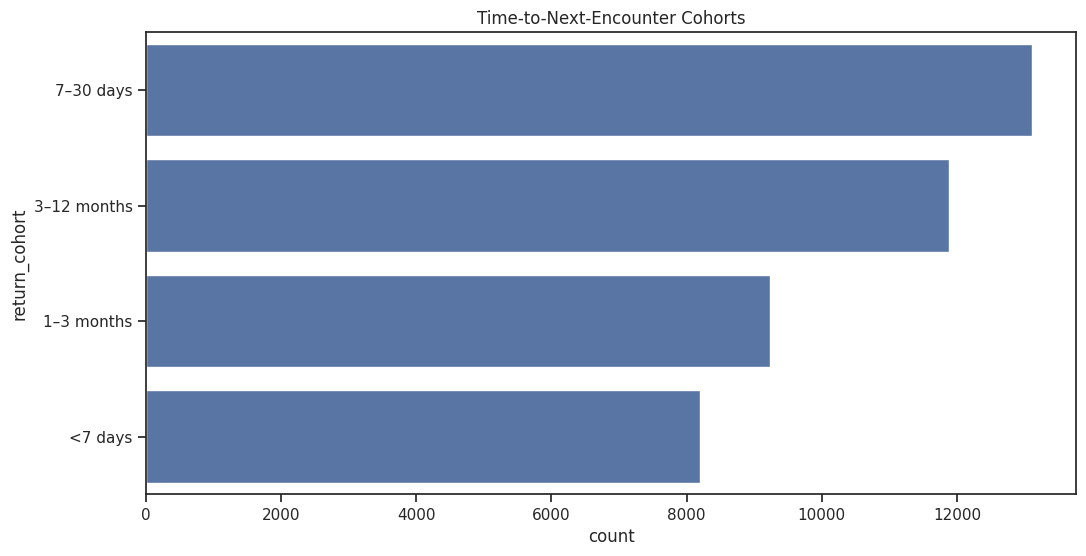 Time-to-Next-Encounter Cohorts
return_cohort
7–30 days
3–12 months
1–3 months
<7 days
0 2000 4000 6000 8000 10000 12000
count